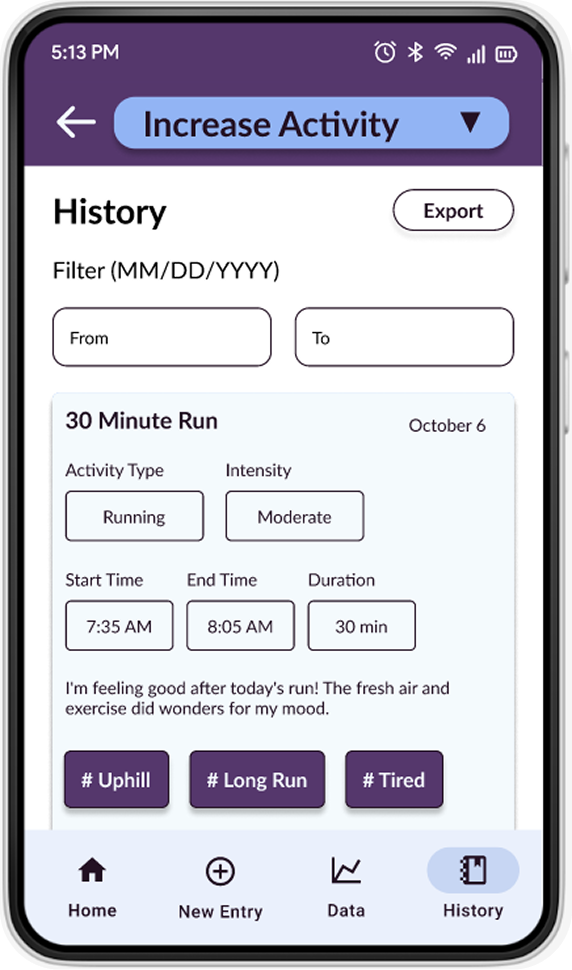 5:13 PM
Increase Activity
History
Export
Filter (MM/DD/YYYY)
From
To
30 Minute Run
October 6
Activity Type
Intensity
Running
Moderate
Start Time
End Time
Duration
7:35 AM
8:05 AM
30 min
I'm feeling good after today's run! The fresh air and
exercise did wonders for my mood.
# Uphill
# Long Run
# Tired
Home
New Entry
Data
History